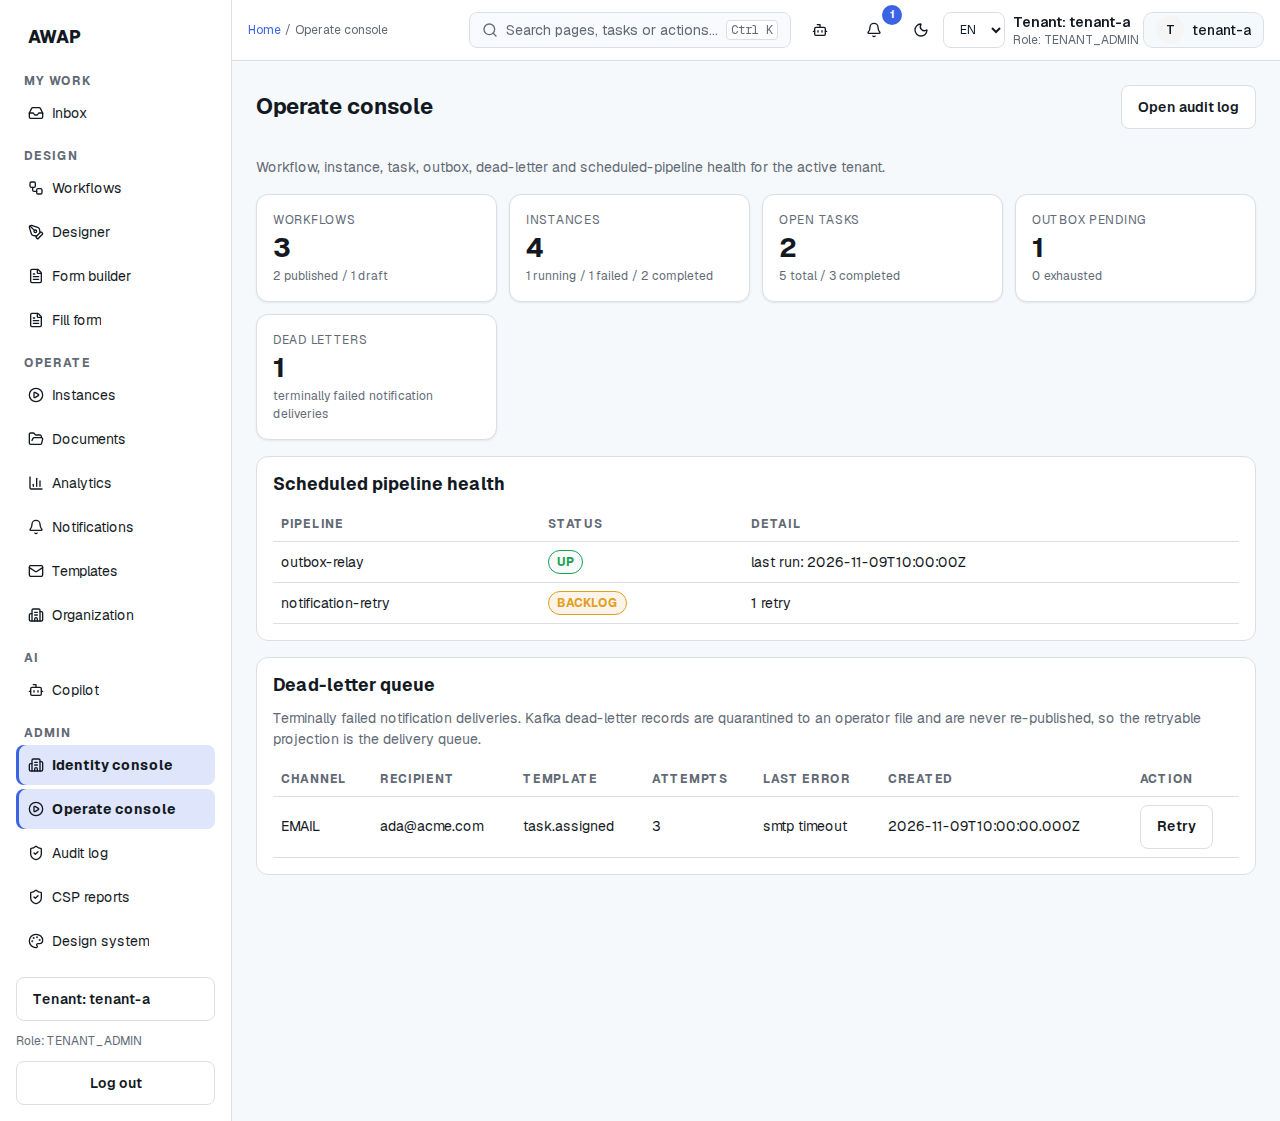 AWAP
MY WORK
Inbox
DESIGN
Workflows
Designer
Form builder
Fill form
OPERATE
Instances
Documents
Analytics
Notifications
Templates
Organization
AI
Copilot
ADMIN
Identity console
Operate console
Audit log
CSP reports
Design system
Tenant: tenant-a
Role: TENANT_ADMIN
Log out
Home / Operate console
Search pages, tasks or actions... Ctrl K
1
EN
Tenant: tenant-a
Role: TENANT_ADMIN
T tenant-a
Operate console
Open audit log
Workflow, instance, task, outbox, dead-letter and scheduled-pipeline health for the active tenant.
WORKFLOWS
3
2 published / 1 draft
INSTANCES
4
1 running / 1 failed / 2 completed
OPEN TASKS
2
5 total / 3 completed
OUTBOX PENDING
1
0 exhausted
DEAD LETTERS
1
terminally failed notification
deliveries
Scheduled pipeline health
PIPELINE STATUS DETAIL
outbox-relay UP last run: 2026-11-09T10:00:00Z
notification-retry BACKLOG 1 retry
Dead-letter queue
Terminally failed notification deliveries. Kafka dead-letter records are quarantined to an operator file and are never re-published, so the retryable
projection is the delivery queue.
CHANNEL RECIPIENT TEMPLATE ATTEMPTS LAST ERROR CREATED ACTION
EMAIL ada@acme.com task.assigned 3 smtp timeout 2026-11-09T10:00:00.000Z Retry